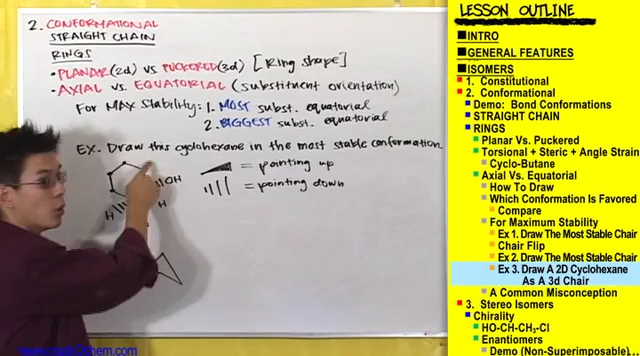 2. CONFORMATIONAL
STRAIGHT CHAIN
RINGS
• PLANAR (2d) vs PUCKERED (3d) [Ring shape]
• AXIAL vs EQUATORIAL (substituent orientation)
For MAX Stability: 1. MOST subst. equatorial
2. BIGGEST subst. equatorial
EX. Draw this cyclohexane in the most stable conformation.
= pointing up
OH
= pointing down
H
H
LESSON OUTLINE
INTRO
GENERAL FEATURES
ISOMERS
1. Constitutional
2. Conformational
Demo: Bond Conformations
STRAIGHT CHAIN
RINGS
Planar Vs. Puckered
Torsional + Steric + Angle Strain
Cyclo-Butane
Axial Vs. Equatorial
How To Draw
Which Conformation Is Favored
Compare
For Maximum Stability
Ex 1. Draw The Most Stable Chair
Chair Flip
Ex 2. Draw The Most Stable Chair
Ex 3. Draw A 2D Cyclohexane
As A 3d Chair
A Common Misconception
3. Stereo Isomers
Chirality
HO-CH-CH₃-Cl
Enantiomers
Demo (Non-Superimposable)